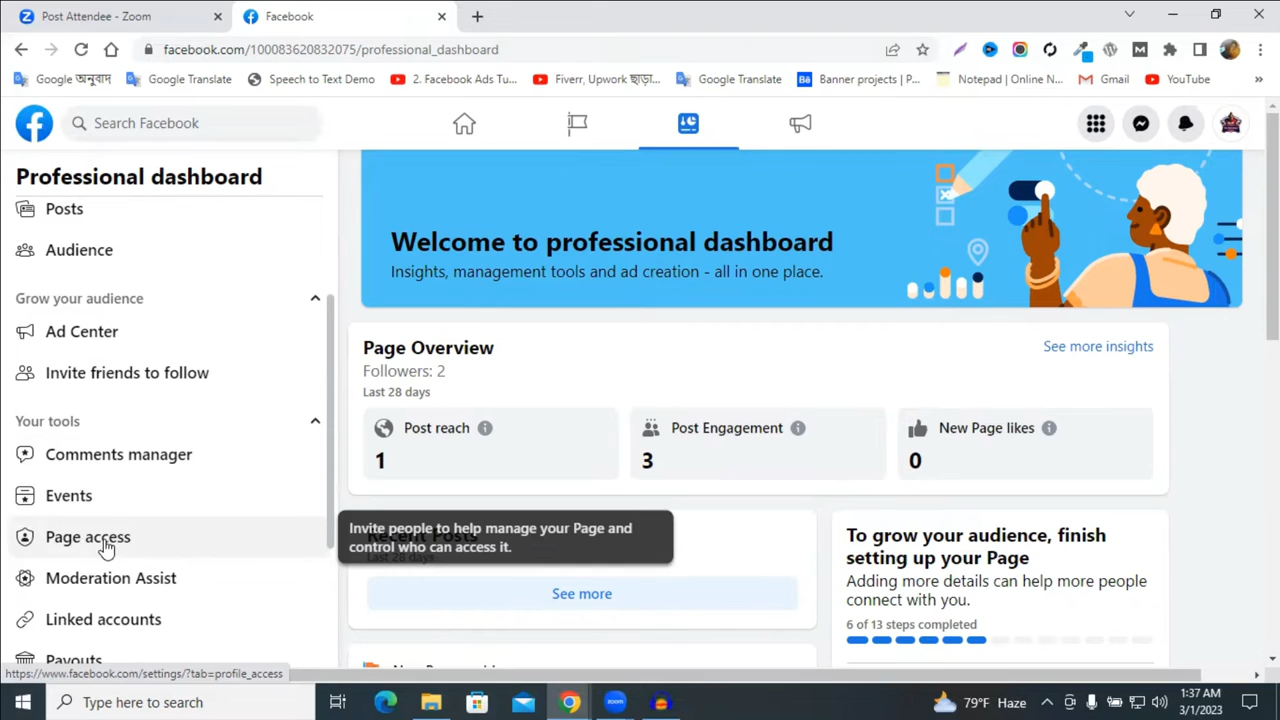 Post Attendee - Zoom
Facebook
facebook.com/100083620832075/professional_dashboard
Google অনুবাদ
Google Translate
Speech to Text Demo
2. Facebook Ads Tu...
Fiverr, Upwork ছাড়া...
Google Translate
Banner projects | P...
Notepad | Online N...
Gmail
YouTube
Search Facebook
Professional dashboard
Posts
Audience
Grow your audience
Ad Center
Invite friends to follow
Your tools
Comments manager
Events
Page access
Moderation Assist
Linked accounts
Payouts
https://www.facebook.com/settings/?tab=profile_access
Welcome to professional dashboard
Insights, management tools and ad creation - all in one place.
Page Overview
See more insights
Followers: 2
Last 28 days
Post reach
1
Post Engagement
3
New Page likes
0
Invite people to help manage your Page and
control who can access it.
Recent Posts
Last 28 days
See more
To grow your audience, finish
setting up your Page
Adding more details can help more people
connect with you.
6 of 13 steps completed
Type here to search
79°F Haze
1:37 AM
3/1/2023